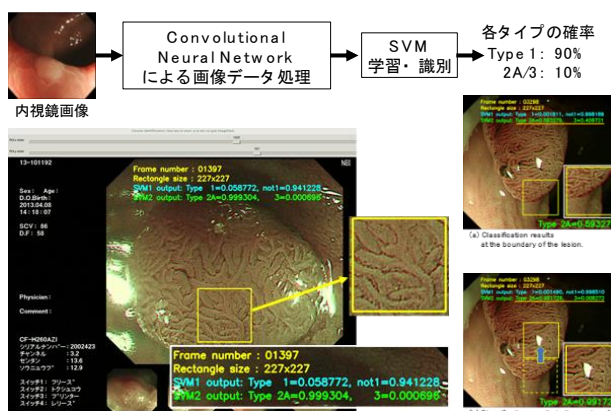 Convolutional
Neural Network
による画像データ処理
SVM
学習・識別
各タイプの確率
Type 1: 90%
2A/3: 10%
内視鏡画像
13-101192
Sex: Age:
D.O.Birth:
2013.04.08
14:18:07
SCV: 86
D.F: 58
Physician:
Comment:
CF-H260AZI
シリアルナンバー: 2002423
チャンネル : 3.2
センタン : 13.6
ソウニュウブ : 12.9
スイッチ1: フリーズ*
スイッチ2: トクシュコウ
スイッチ3: プリンター
スイッチ4: レリーズ*
Frame number : 01397
Rectangle size : 227x227
SVM1 output: Type 1=0.058772, not1=0.941228
SVM2 output: Type 2A=0.999304, 3=0.000696
Frame number : 01397
Rectangle size : 227x227
SVM1 output: Type 1=0.058772, not1=0.941228
SVM2 output: Type 2A=0.999304, 3=0.000696
Frame number : 03298
Rectangle size : 227x227
Type 2A=0.59327
(a) Classification results
at the boundary of the lesion.
Frame number : 03298
Rectangle size : 227x227
Type 2A=0.99172